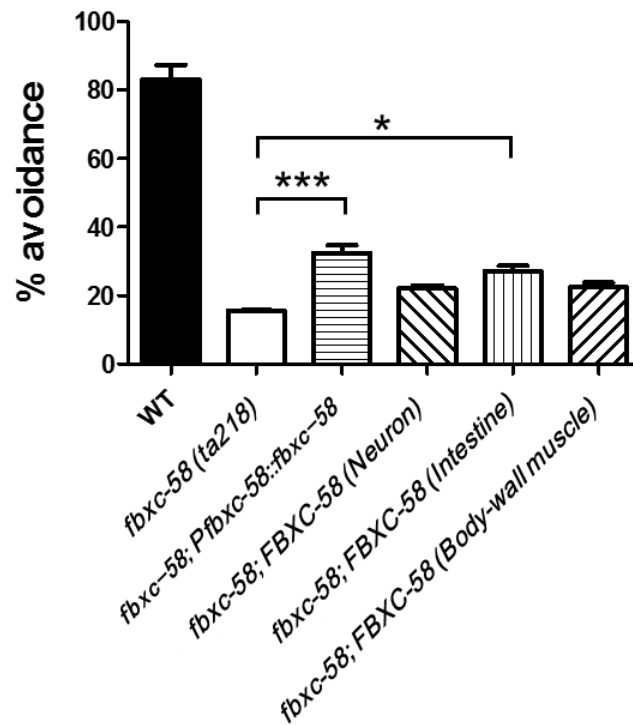 100
80
60
40
20
0
% avoidance
*
***
WT
fbxc-58 (ta218)
fbxc-58; Pfbxc-58::fbxc-58
fbxc-58; FBXC-58 (Neuron)
fbxc-58; FBXC-58 (Intestine)
fbxc-58; FBXC-58 (Body-wall muscle)